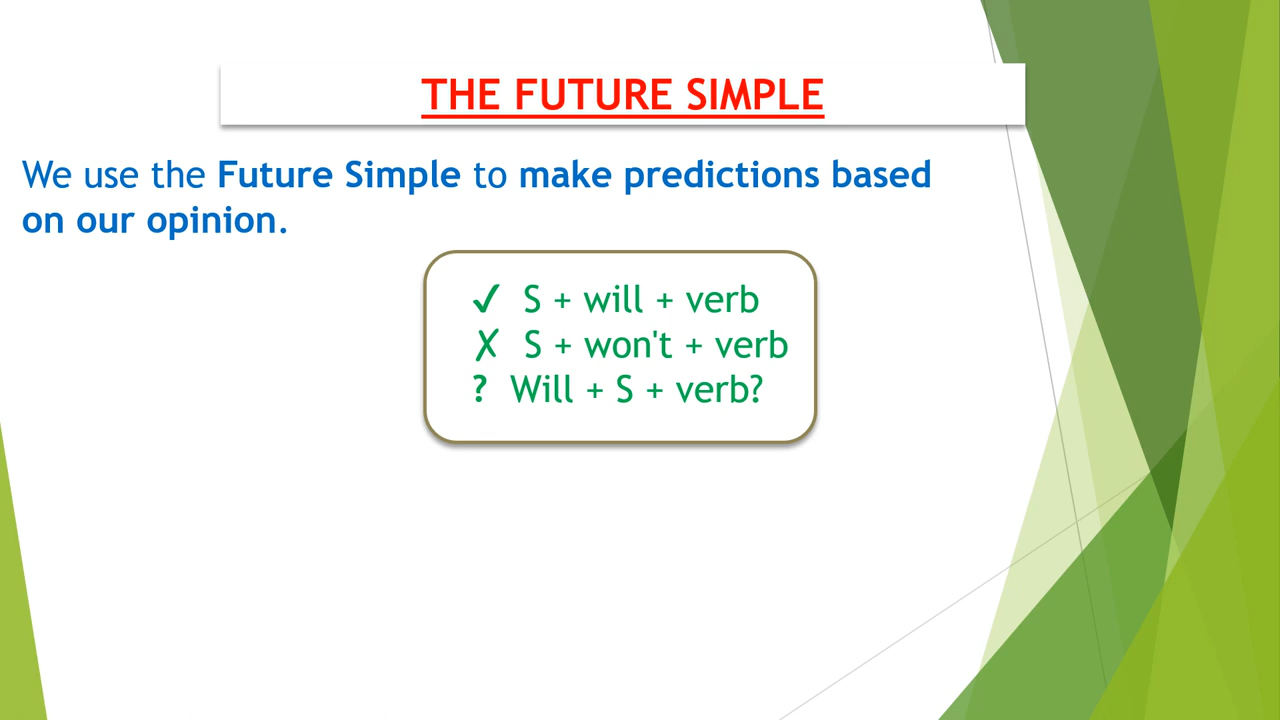 THE FUTURE SIMPLE
We use the Future Simple to make predictions based
on our opinion.
✓ S + will + verb
✗ S + won't + verb
? Will + S + verb?